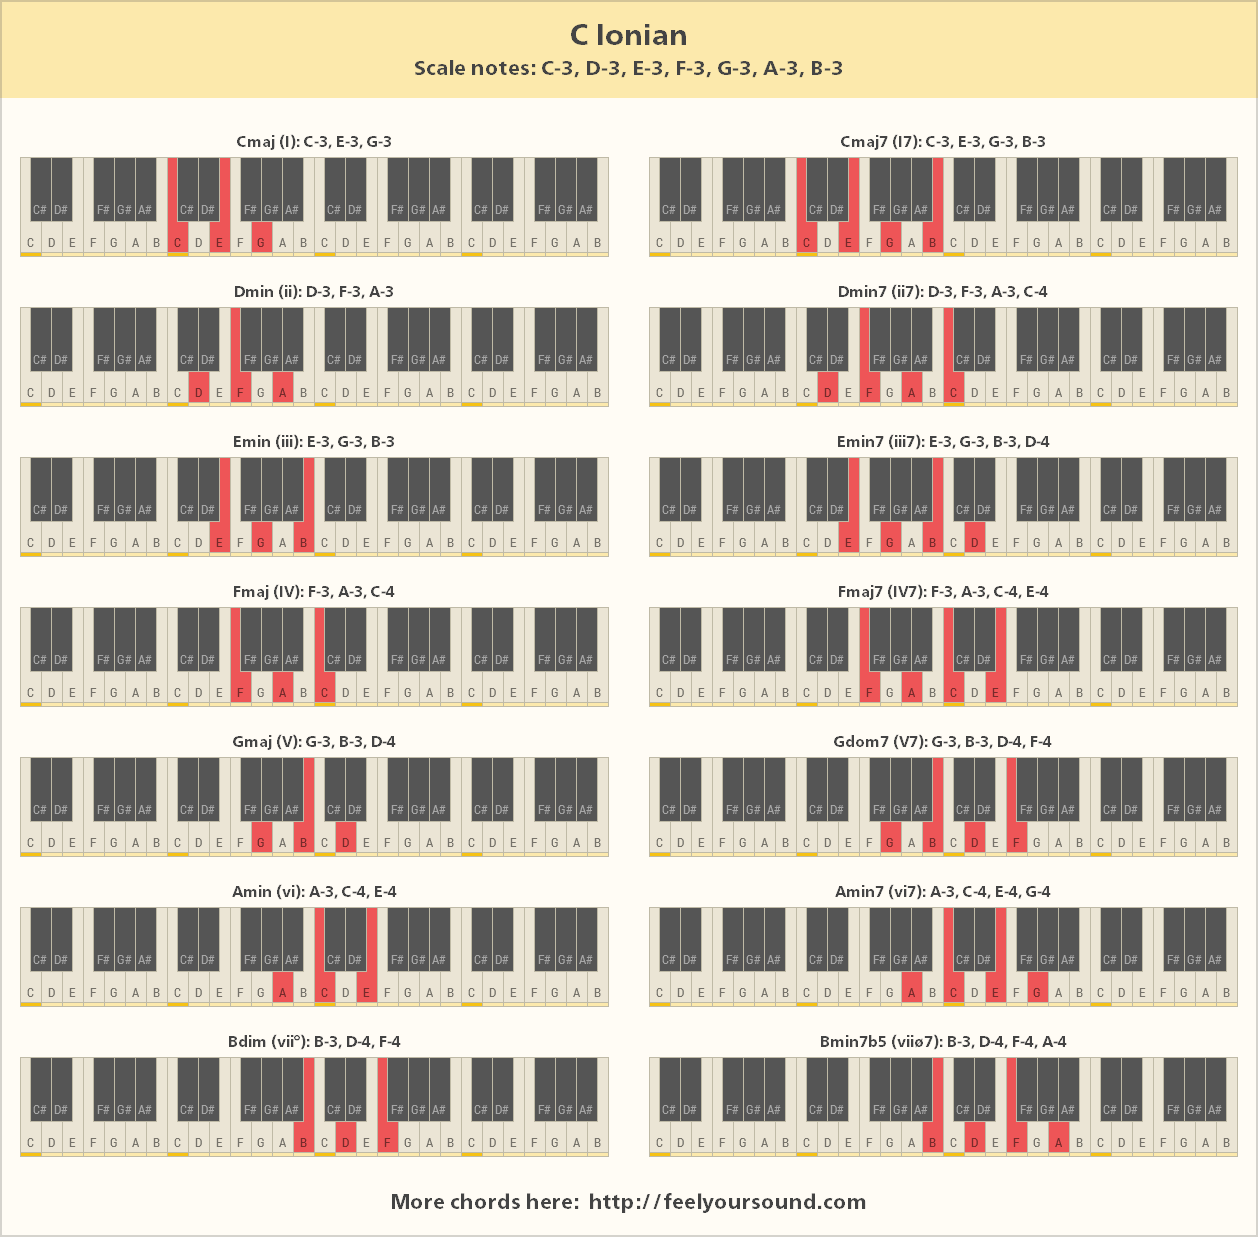 C Ionian
Scale notes: C-3, D-3, E-3, F-3, G-3, A-3, B-3
Cmaj (I): C-3, E-3, G-3
C# D# F# G# A# C# D# F# G# A# C# D# F# G# A# C# D# F# G# A#
C D E F G A B C D E F G A B C D E F G A B C D E F G A B
Cmaj7 (I7): C-3, E-3, G-3, B-3
C# D# F# G# A# C# D# F# G# A# C# D# F# G# A# C# D# F# G# A#
C D E F G A B C D E F G A B C D E F G A B C D E F G A B
Dmin (ii): D-3, F-3, A-3
C# D# F# G# A# C# D# F# G# A# C# D# F# G# A# C# D# F# G# A#
C D E F G A B C D E F G A B C D E F G A B C D E F G A B
Dmin7 (ii7): D-3, F-3, A-3, C-4
C# D# F# G# A# C# D# F# G# A# C# D# F# G# A# C# D# F# G# A#
C D E F G A B C D E F G A B C D E F G A B C D E F G A B
Emin (iii): E-3, G-3, B-3
C# D# F# G# A# C# D# F# G# A# C# D# F# G# A# C# D# F# G# A#
C D E F G A B C D E F G A B C D E F G A B C D E F G A B
Emin7 (iii7): E-3, G-3, B-3, D-4
C# D# F# G# A# C# D# F# G# A# C# D# F# G# A# C# D# F# G# A#
C D E F G A B C D E F G A B C D E F G A B C D E F G A B
Fmaj (IV): F-3, A-3, C-4
C# D# F# G# A# C# D# F# G# A# C# D# F# G# A# C# D# F# G# A#
C D E F G A B C D E F G A B C D E F G A B C D E F G A B
Fmaj7 (IV7): F-3, A-3, C-4, E-4
C# D# F# G# A# C# D# F# G# A# C# D# F# G# A# C# D# F# G# A#
C D E F G A B C D E F G A B C D E F G A B C D E F G A B
Gmaj (V): G-3, B-3, D-4
C# D# F# G# A# C# D# F# G# A# C# D# F# G# A# C# D# F# G# A#
C D E F G A B C D E F G A B C D E F G A B C D E F G A B
Gdom7 (V7): G-3, B-3, D-4, F-4
C# D# F# G# A# C# D# F# G# A# C# D# F# G# A# C# D# F# G# A#
C D E F G A B C D E F G A B C D E F G A B C D E F G A B
Amin (vi): A-3, C-4, E-4
C# D# F# G# A# C# D# F# G# A# C# D# F# G# A# C# D# F# G# A#
C D E F G A B C D E F G A B C D E F G A B C D E F G A B
Amin7 (vi7): A-3, C-4, E-4, G-4
C# D# F# G# A# C# D# F# G# A# C# D# F# G# A# C# D# F# G# A#
C D E F G A B C D E F G A B C D E F G A B C D E F G A B
Bdim (vii°): B-3, D-4, F-4
C# D# F# G# A# C# D# F# G# A# C# D# F# G# A# C# D# F# G# A#
C D E F G A B C D E F G A B C D E F G A B C D E F G A B
Bmin7b5 (viiø7): B-3, D-4, F-4, A-4
C# D# F# G# A# C# D# F# G# A# C# D# F# G# A# C# D# F# G# A#
C D E F G A B C D E F G A B C D E F G A B C D E F G A B
More chords here: http://feelyoursound.com